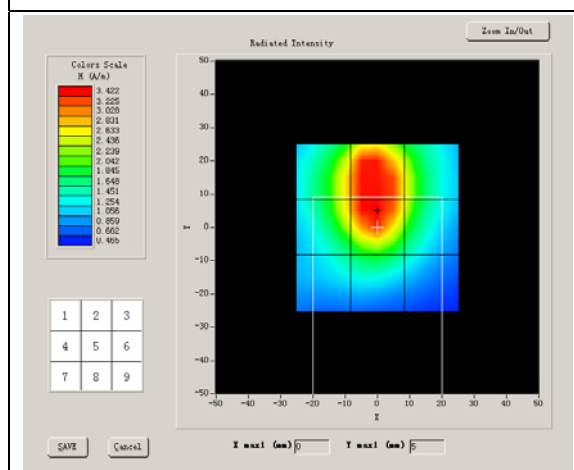 Zoom In/Out
Radiated Intensity
Colors Scale
H (A/m)
3.422
3.225
3.028
2.831
2.633
2.436
2.239
2.042
1.845
1.648
1.451
1.254
1.056
0.859
0.662
0.465
50
40
30
20
10
0
-10
-20
-30
-40
-50
Y
-50 -40 -30 -20 -10 0 10 20 30 40 50
X
1 2 3
4 5 6
7 8 9
SAVE Cancel X max1 (mm) 0 Y max1 (mm) 5